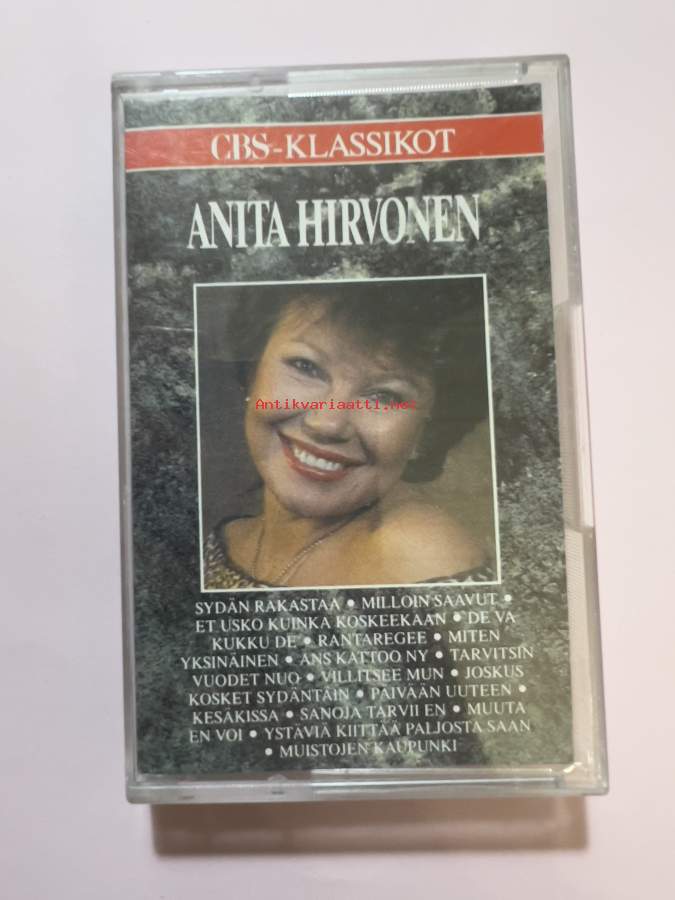 CBS-KLASSIKOT
ANITA HIRVONEN
Antikvariaatti.net
SYDÄN RAKASTAA • MILLOIN SAAVUT •
ET USKO KUINKA KOSKEEKAAN • DE VA
KUKKU DE • RANTAREGEE • MITEN
YKSINÄINEN • ANS KATTOO NY • TARVITSIN
VUODET NUO • VILLITSEE MUN • JOSKUS
KOSKET SYDÄNTÄIN • PÄIVÄÄN UUTEEN •
KESÄKISSA • SANOJA TARVII EN • MUUTA
EN VOI • YSTÄVIÄ KIITTÄÄ PALJOSTA SAAN
• MUISTOJEN KAUPUNKI